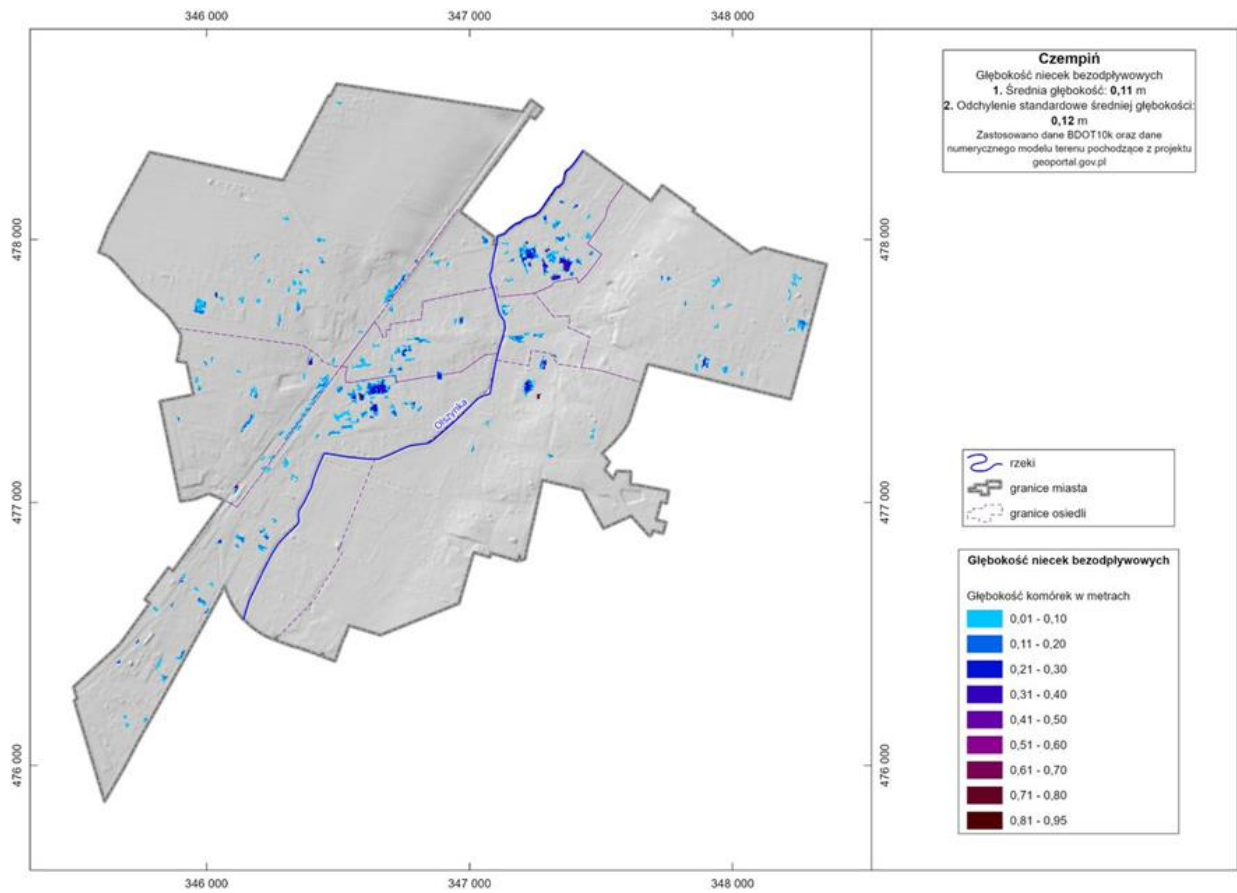 346 000
347 000
348 000
478 000
478 000
477 000
477 000
476 000
476 000
Olszynka
346 000
347 000
348 000
Czempiń
Głębokość niecek bezodpływowych
1. Średnia głębokość: 0,11 m
2. Odchylenie standardowe średniej głębokości:
0,12 m
Zastosowano dane BDOT10k oraz dane
numerycznego modelu terenu pochodzące z projektu
geoportal.gov.pl
rzeki
granice miasta
granice osiedli
Głębokość niecek bezodpływowych
Głębokość komórek w metrach
0,01 - 0,10
0,11 - 0,20
0,21 - 0,30
0,31 - 0,40
0,41 - 0,50
0,51 - 0,60
0,61 - 0,70
0,71 - 0,80
0,81 - 0,95